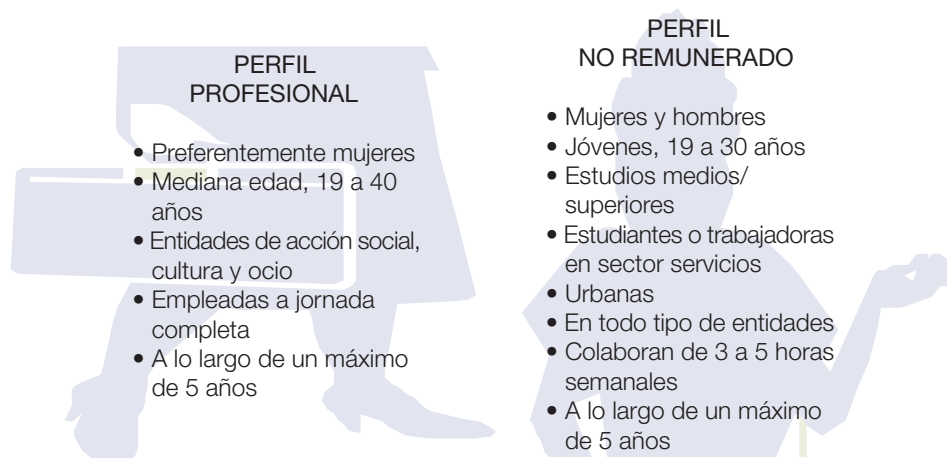 PERFIL
PROFESIONAL
• Preferentemente mujeres
• Mediana edad, 19 a 40
años
• Entidades de acción social,
cultura y ocio
• Empleadas a jornada
completa
• A lo largo de un máximo
de 5 años
PERFIL
NO REMUNERADO
• Mujeres y hombres
• Jóvenes, 19 a 30 años
• Estudios medios/
superiores
• Estudiantes o trabajadoras
en sector servicios
• Urbanas
• En todo tipo de entidades
• Colaboran de 3 a 5 horas
semanales
• A lo largo de un máximo
de 5 años